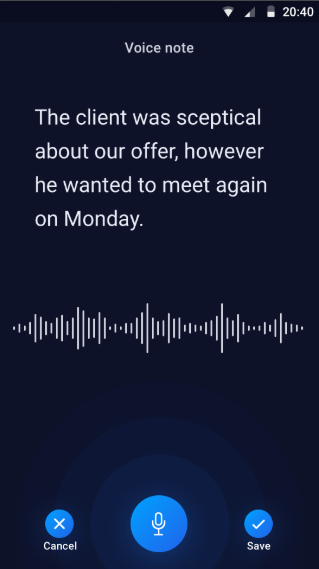 20:40
Voice note
The client was sceptical
about our offer, however
he wanted to meet again
on Monday.
Cancel
Save